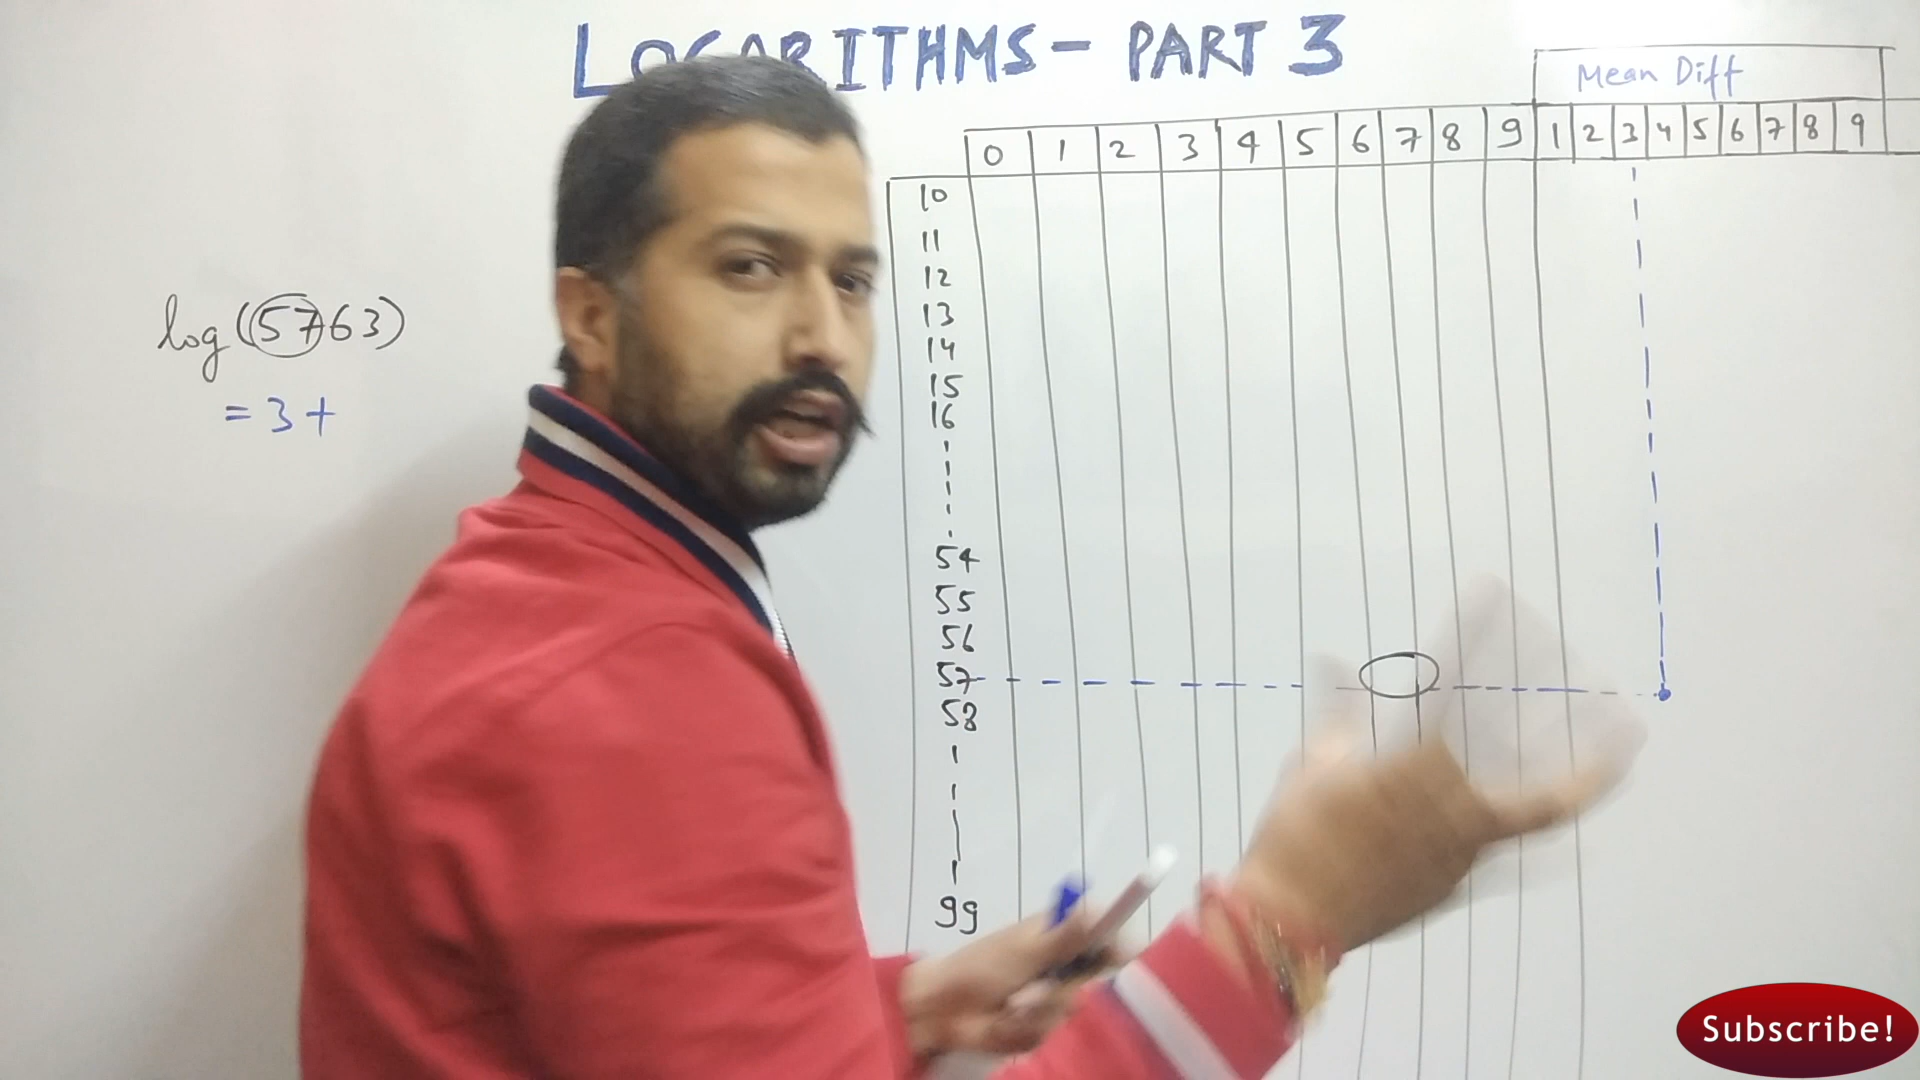 LOGARITHMS - PART 3
Mean Diff
0 1 2 3 4 5 6 7 8 9 1 2 3 4 5 6 7 8 9
10
11
12
13
14
15
16
54
55
56
57
58
99
log(5763)
= 3 +
Subscribe!